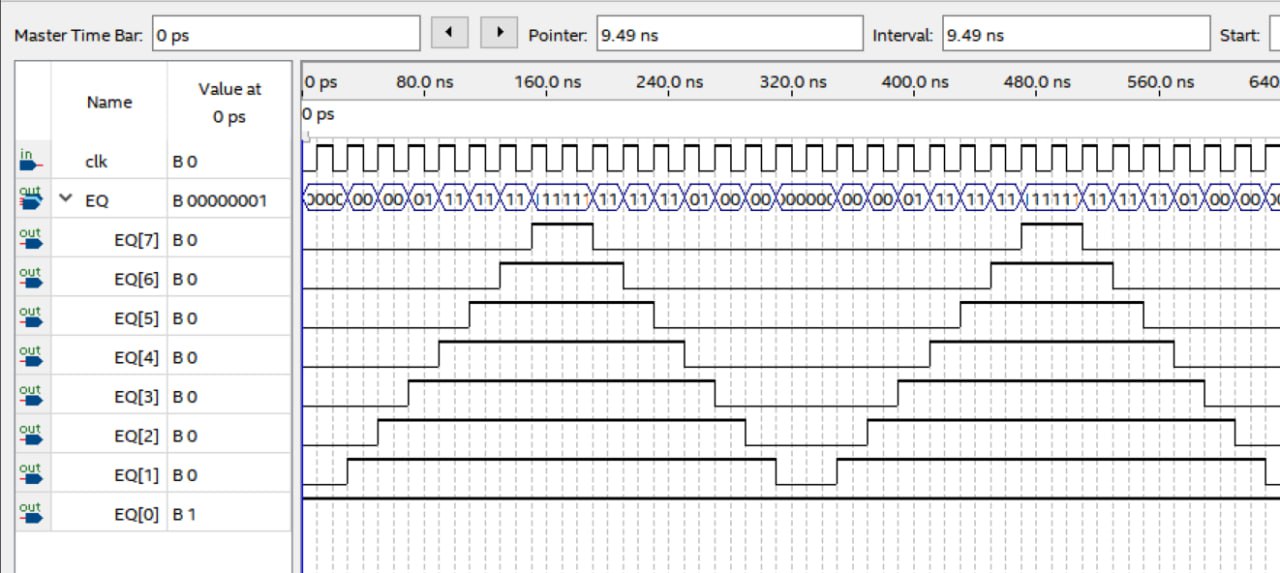 Master Time Bar: 0 ps Pointer: 9.49 ns Interval: 9.49 ns Start:
Name Value at 0 ps
0 ps 80.0 ns 160.0 ns 240.0 ns 320.0 ns 400.0 ns 480.0 ns 560.0 ns 640
0 ps
in clk B 0
out EQ B 00000001 00 00 01 11 11 11 11111 11 11 11 01 00 00 000000 00 00 01 11 11 11 11111 11 11 11 01 00 00
out EQ[7] B 0
out EQ[6] B 0
out EQ[5] B 0
out EQ[4] B 0
out EQ[3] B 0
out EQ[2] B 0
out EQ[1] B 0
out EQ[0] B 1